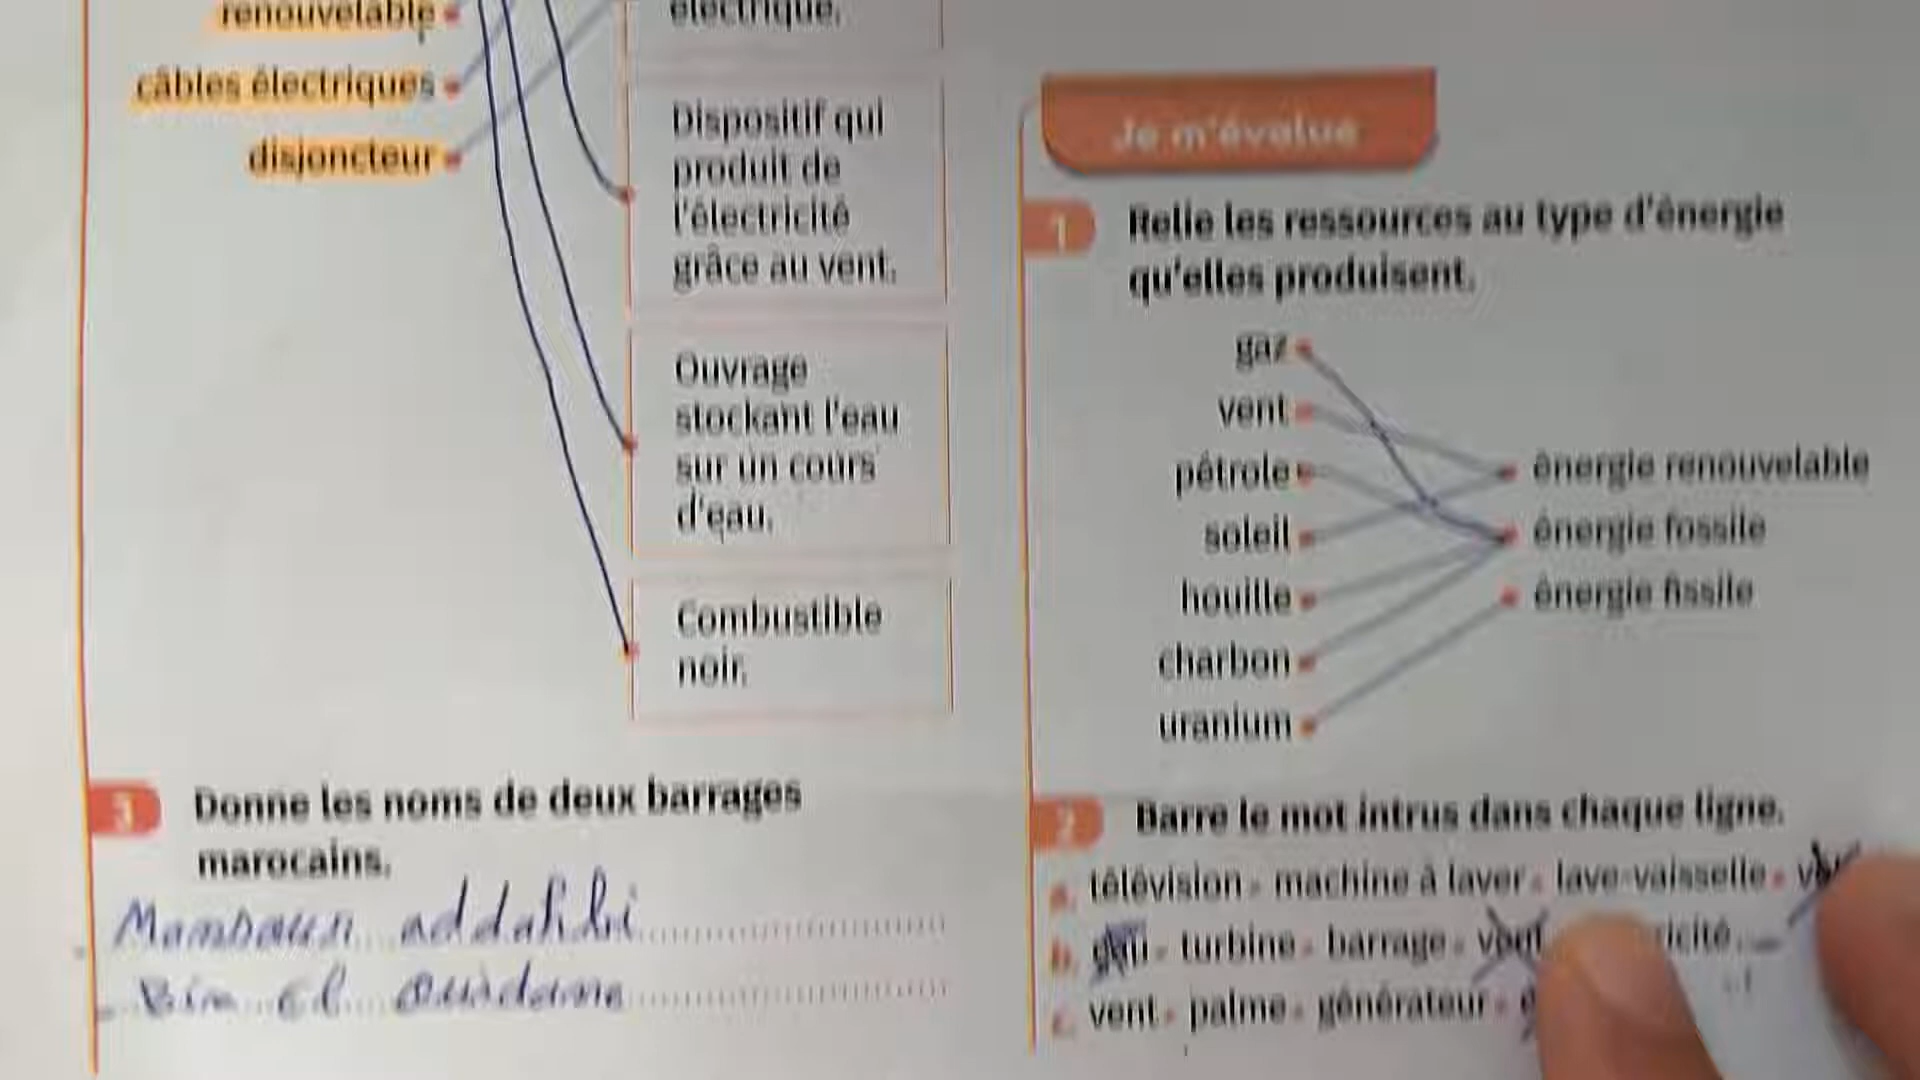 renouvelable
câbles électriques
disjoncteur
électrique.
Dispositif qui
produit de
l'électricité
grâce au vent.
Ouvrage
stockant l'eau
sur un cours
d'eau.
Combustible
noir.
3 Donne les noms de deux barrages
marocains.
addahbi
Bin El Ouidane
Je m'évalue
1 Relie les ressources au type d'énergie
qu'elles produisent.
gaz
vent
pétrole
soleil
houille
charbon
uranium
énergie renouvelable
énergie fossile
énergie fissile
2 Barre le mot intrus dans chaque ligne.
a. télévision - machine à laver - lave-vaisselle -
b. eau - turbine - barrage - vent
c. vent - palme - générateur -